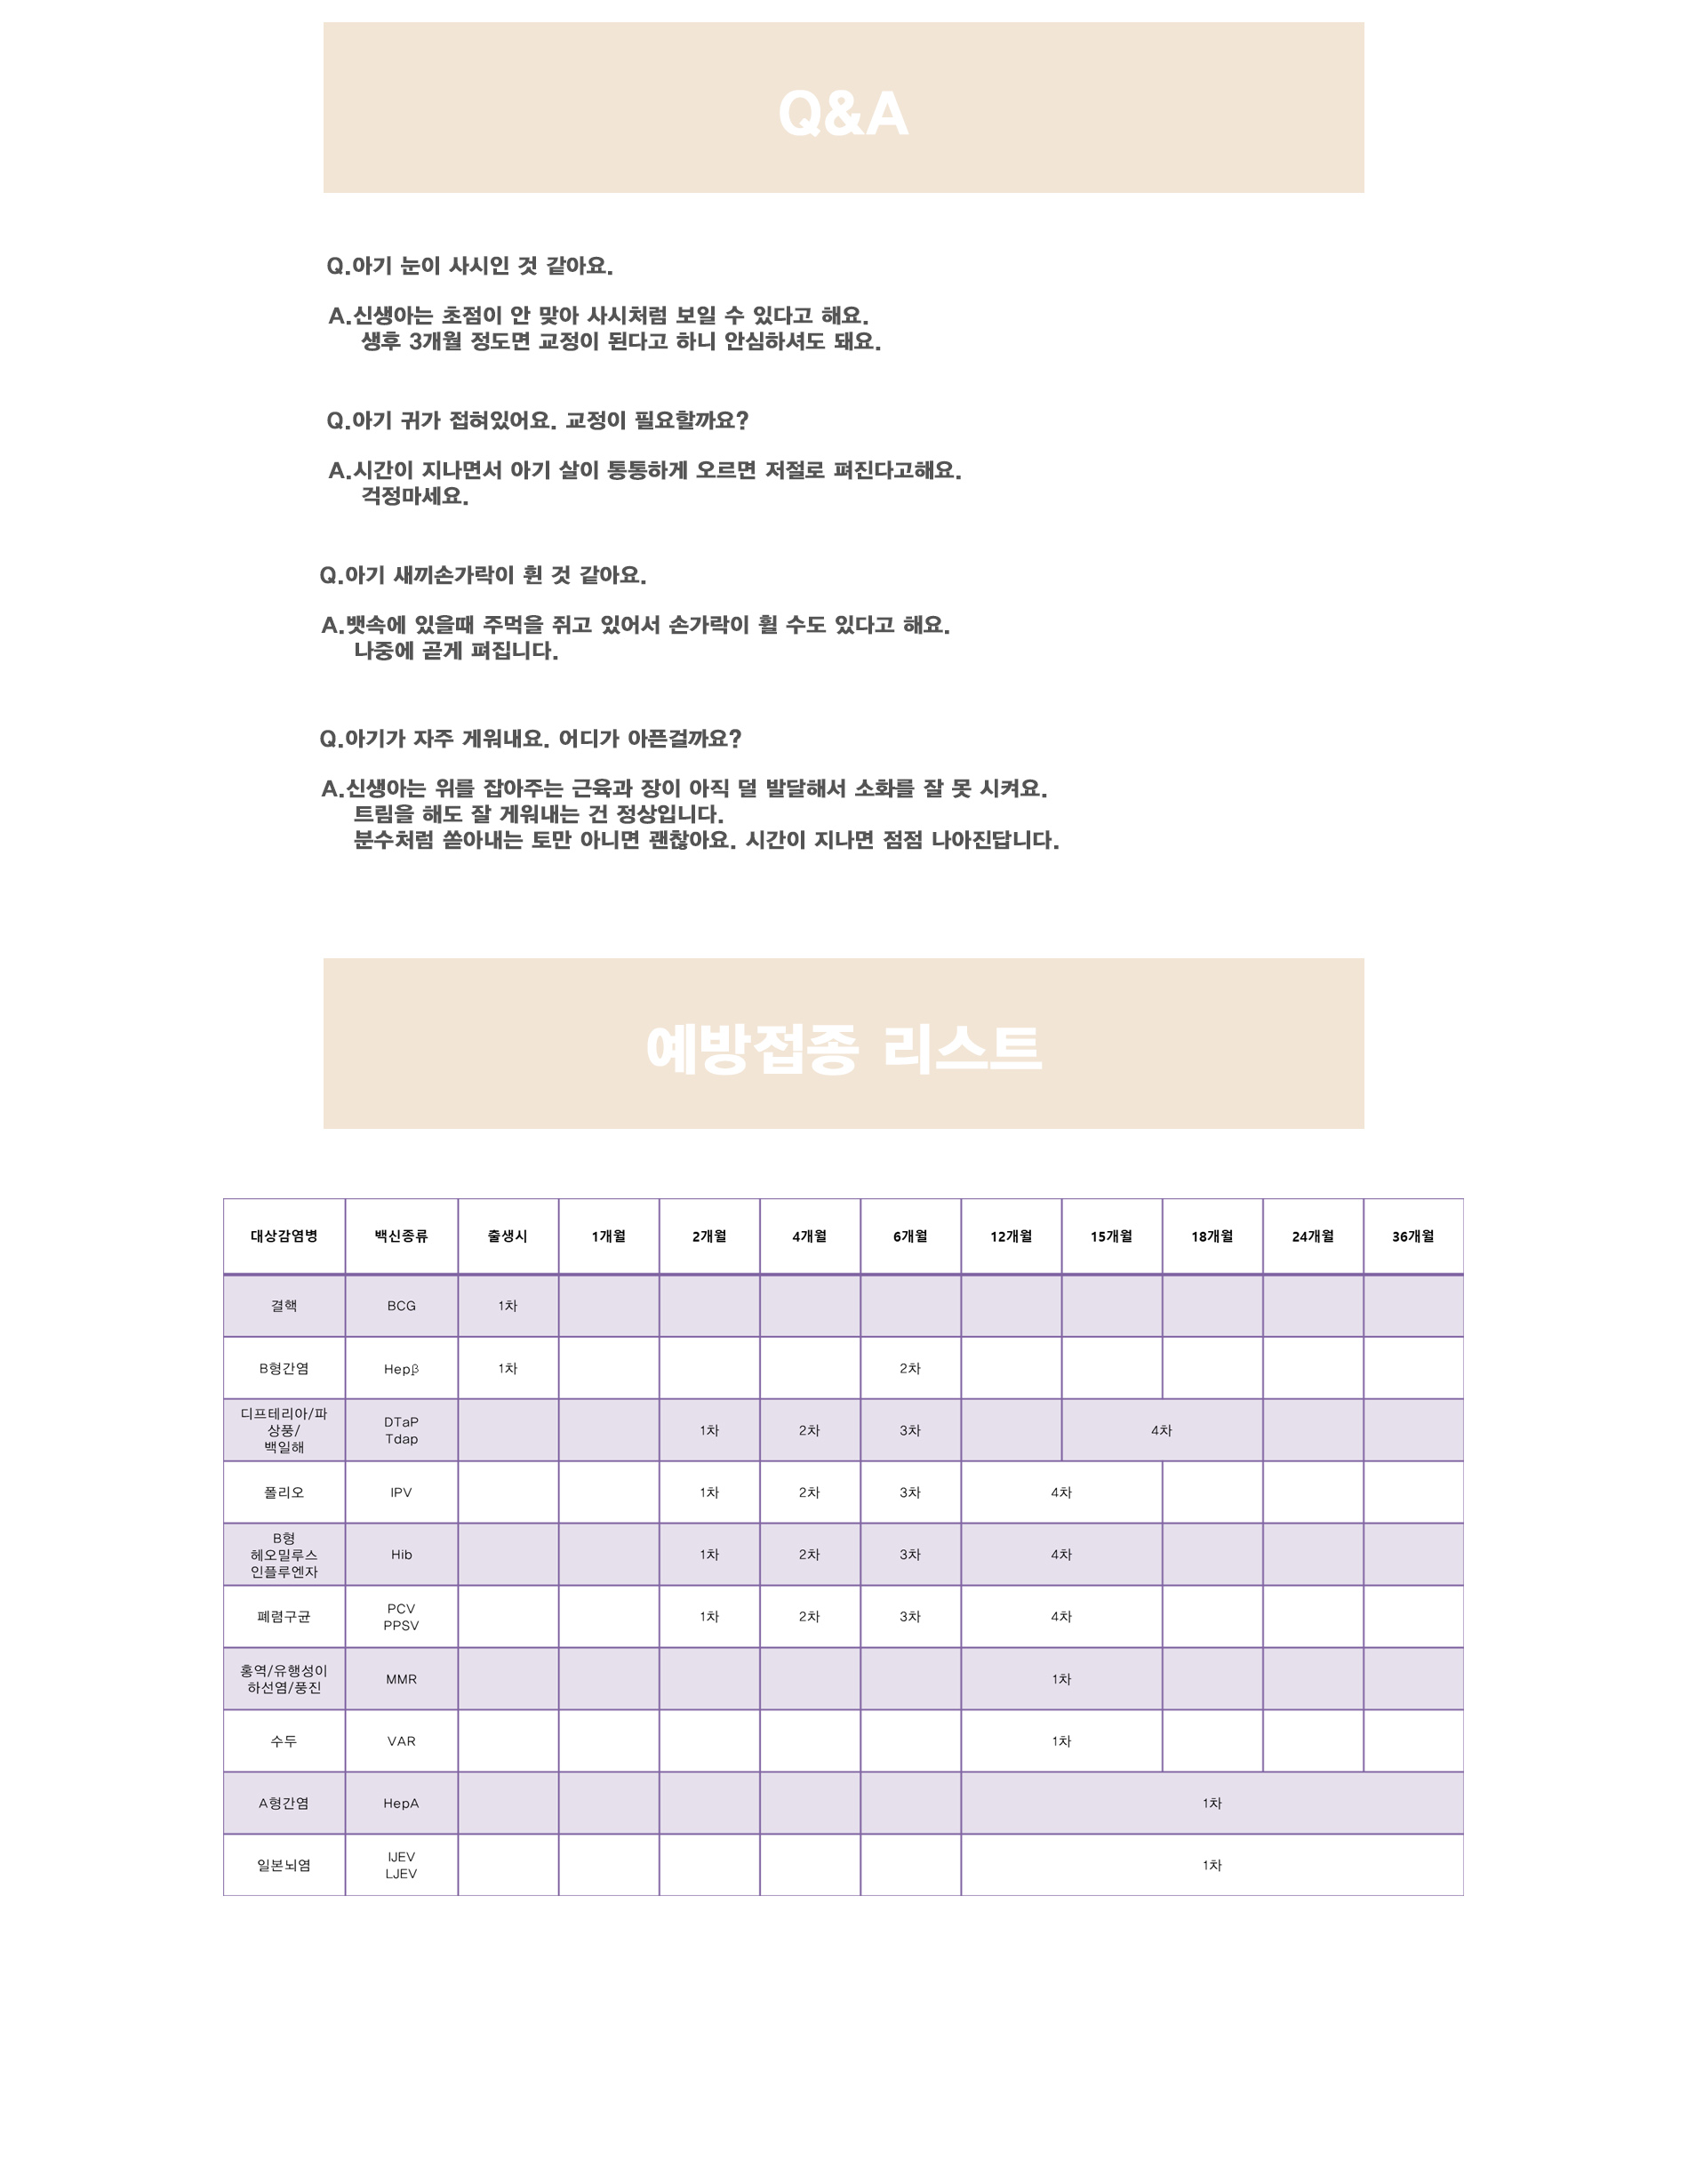 Q&A
Q.아기 눈이 사시인 것 같아요.
A.신생아는 초점이 안 맞아 사시처럼 보일 수 있다고 해요.
생후 3개월 정도면 교정이 된다고 하니 안심하셔도 돼요.
Q.아기 귀가 접혀있어요. 교정이 필요할까요?
A.시간이 지나면서 아기 살이 통통하게 오르면 저절로 펴진다고해요.
걱정마세요.
Q.아기 새끼손가락이 휜 것 같아요.
A.뱃속에 있을때 주먹을 쥐고 있어서 손가락이 휠 수도 있다고 해요.
나중에 곧게 펴집니다.
Q.아기가 자주 게워내요. 어디가 아픈걸까요?
A.신생아는 위를 잡아주는 근육과 장이 아직 덜 발달해서 소화를 잘 못 시켜요.
트림을 해도 잘 게워내는 건 정상입니다.
분수처럼 쏟아내는 토만 아니면 괜찮아요. 시간이 지나면 점점 나아진답니다.
예방접종 리스트
대상감염병 백신종류 출생시 1개월 2개월 4개월 6개월 12개월 15개월 18개월 24개월 36개월
결핵 BCG 1차
B형간염 Hepβ 1차 2차
디프테리아/파
상풍/
백일해
DTaP
Tdap
1차 2차 3차 4차
폴리오 IPV 1차 2차 3차 4차
B형
헤오밀루스
인플루엔자
Hib 1차 2차 3차 4차
폐렴구균
PCV
PPSV
1차 2차 3차 4차
홍역/유행성이
하선염/풍진
MMR 1차
수두 VAR 1차
A형간염 HepA 1차
일본뇌염
IJEV
LJEV
1차